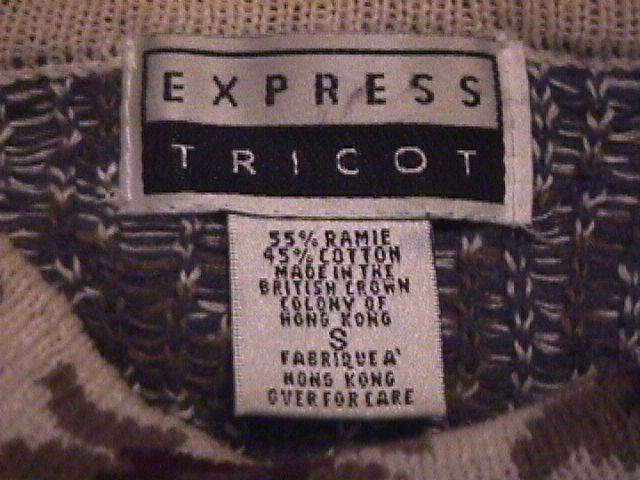 EXPRESS
TRICOT
55% RAMIE
45% COTTON
MADE IN THE
BRITISH CROWN
COLONY OF
HONG KONG
S
FABRIQUE A'
HONG KONG
OVER FOR CARE